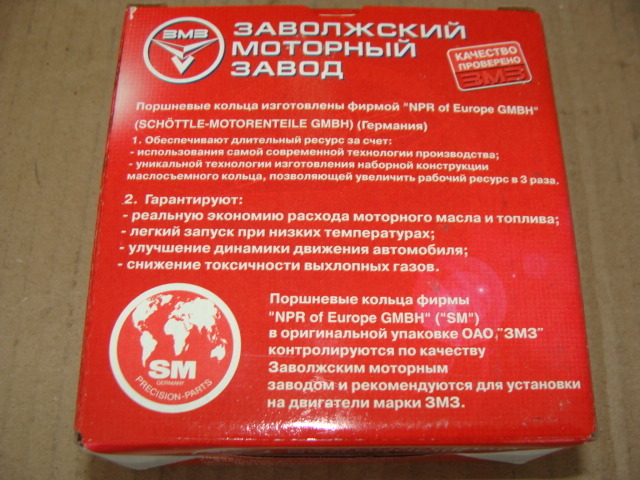 ЗМЗ
ЗАВОЛЖСКИЙ
МОТОРНЫЙ
ЗАВОД
КАЧЕСТВО
ПРОВЕРЕНО
ЗМЗ
Поршневые кольца изготовлены фирмой "NPR of Europe GMBH"
(SCHÖTTLE-MOTORENTEILE GMBH) (Германия)
1. Обеспечивают длительный ресурс за счет:
- использования самой современной технологии производства;
- уникальной технологии изготовления наборной конструкции
маслосъемного кольца, позволяющей увеличить рабочий ресурс в 3 раза.
2. Гарантируют:
- реальную экономию расхода моторного масла и топлива;
- легкий запуск при низких температурах;
- улучшение динамики движения автомобиля;
- снижение токсичности выхлопных газов.
SM
GERMANY
PRECISION-PARTS
Поршневые кольца фирмы
"NPR of Europe GMBH" ("SM")
в оригинальной упаковке ОАО "ЗМЗ"
контролируются по качеству
Заволжским моторным
заводом и рекомендуются для установки
на двигатели марки ЗМЗ.